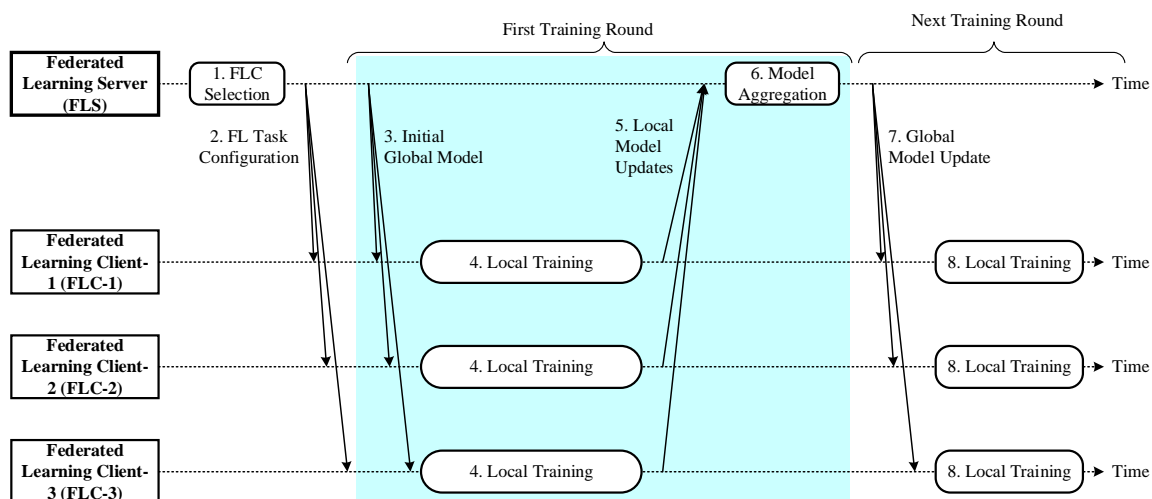 First Training Round
Next Training Round
Federated
Learning Server
(FLS)
1. FLC
Selection
6. Model
Aggregation
Time
2. FL Task
Configuration
3. Initial
Global Model
5. Local
Model
Updates
7. Global
Model Update
Federated
Learning Client-
1 (FLC-1)
4. Local Training
8. Local Training
Time
Federated
Learning Client-
2 (FLC-2)
4. Local Training
8. Local Training
Time
Federated
Learning Client-
3 (FLC-3)
4. Local Training
8. Local Training
Time